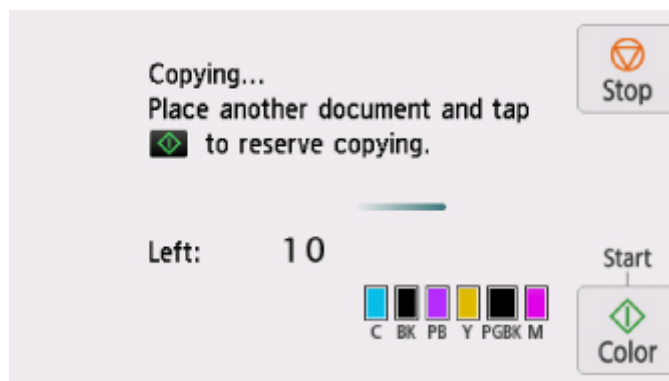 Copying...
Place another document and tap
to reserve copying.
Stop
Left: 10
Start
C BK PB Y PGBK M
Color